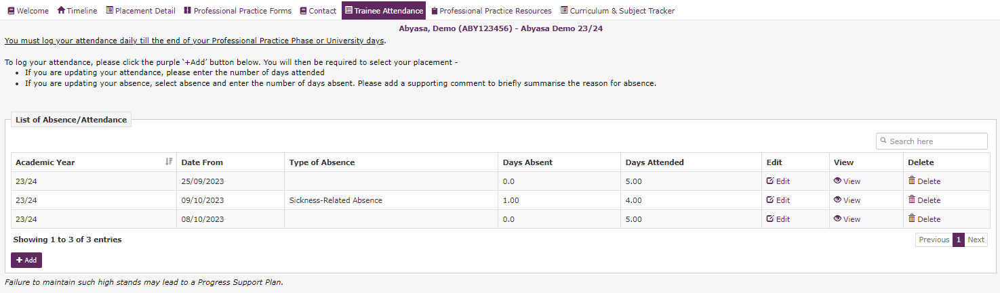 Welcome Timeline Placement Detail Professional Practice Forms Contact Trainee Attendance Professional Practice Resources Curriculum & Subject Tracker
Abyasa, Demo (ABY123456) - Abyasa Demo 23/24
You must log your attendance daily till the end of your Professional Practice Phase or University days.
To log your attendance, please click the purple '+Add' button below. You will then be required to select your placement -
• If you are updating your attendance, please enter the number of days attended
• If you are updating your absence, select absence and enter the number of days absent. Please add a supporting comment to briefly summarise the reason for absence.
List of Absence/Attendance
Search here
Academic Year Date From Type of Absence Days Absent Days Attended Edit View Delete
23/24 25/09/2023 0.0 5.00 Edit View Delete
23/24 09/10/2023 Sickness-Related Absence 1.00 4.00 Edit View Delete
23/24 08/10/2023 0.0 5.00 Edit View Delete
Showing 1 to 3 of 3 entries Previous 1 Next
+ Add
Failure to maintain such high stands may lead to a Progress Support Plan.